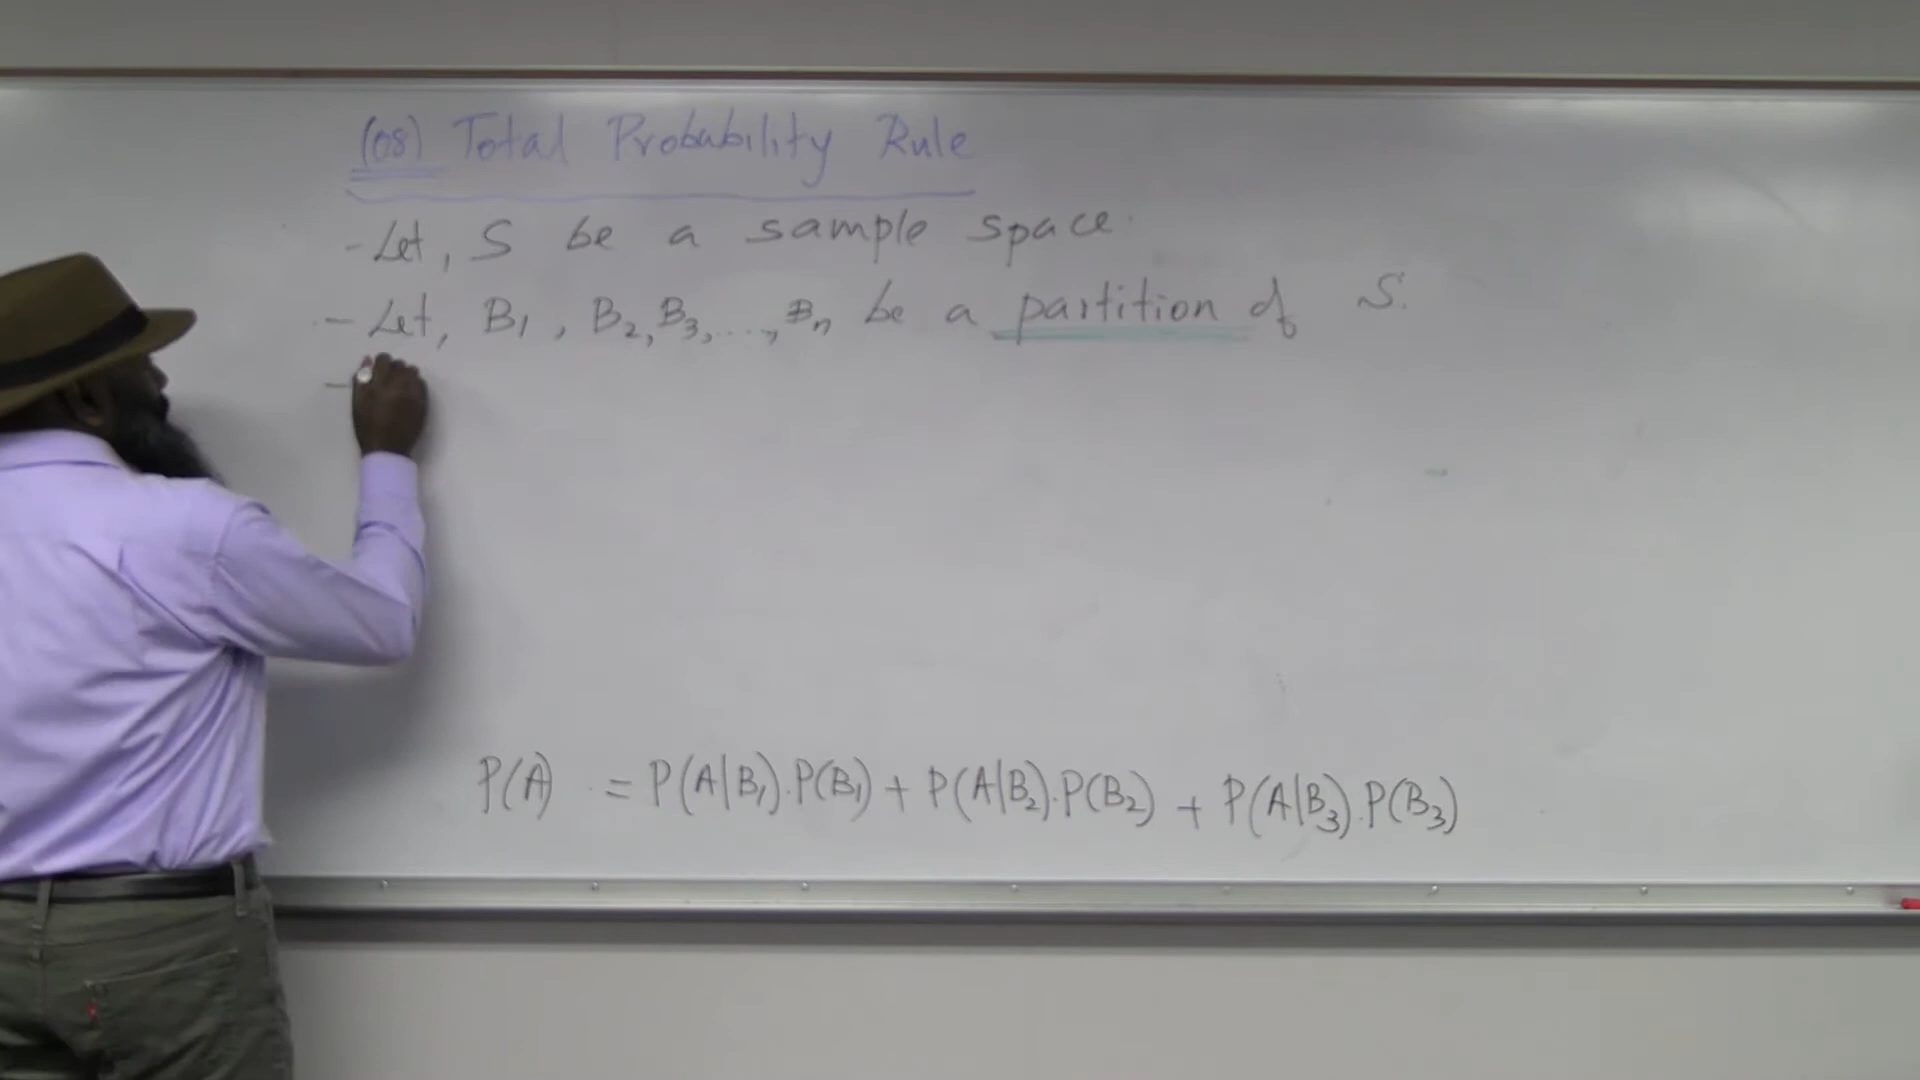 (08) Total Probability Rule
- Let, S be a sample space.
- Let, B₁, B₂, B₃, ...., Bₙ be a partition of S.
-
P(A) = P(A|B₁).P(B₁) + P(A|B₂).P(B₂) + P(A|B₃).P(B₃)